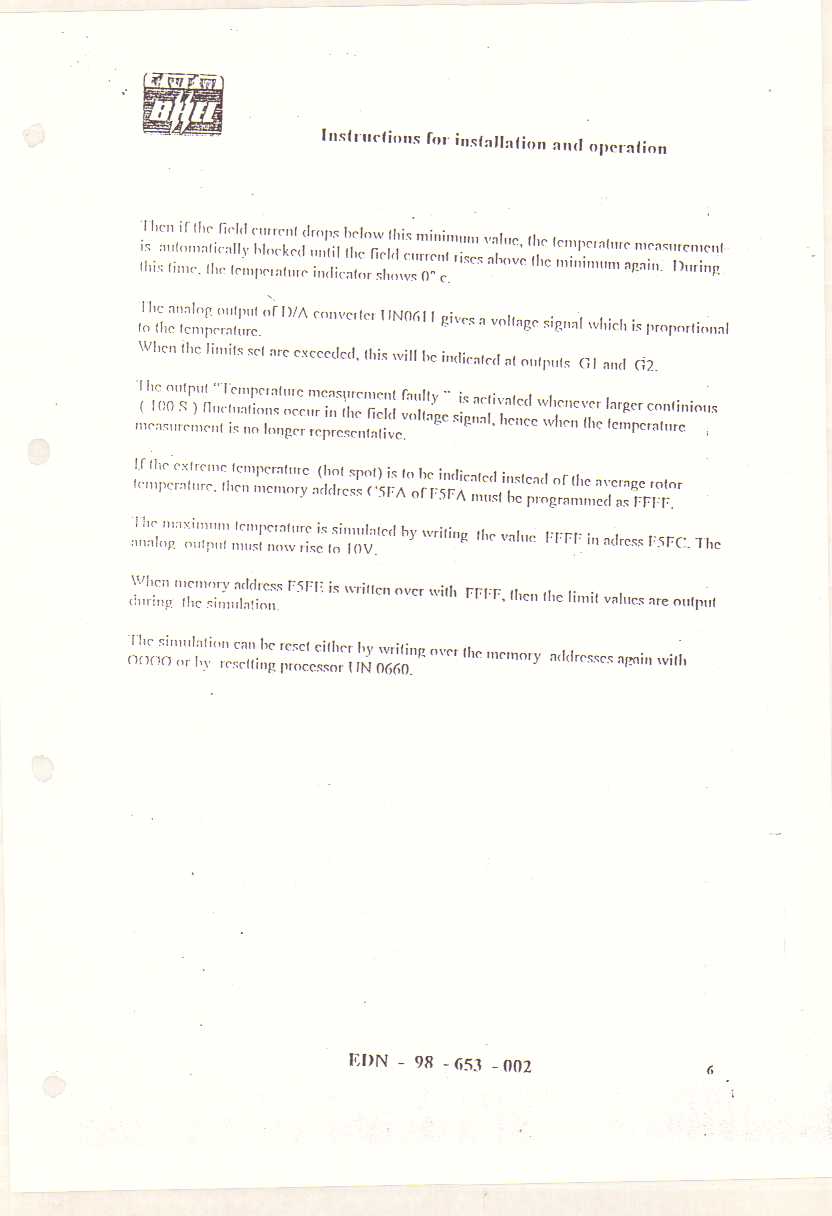 बी एच ई एल
BHEL
Instructions for installation and operation
Then if the field current drops below this minimum value, the temperature measurement
is automatically blocked until the field current rises above the minimum again. During
this time, the temperature indicator shows 0° c.
The analog output of D/A converter UN0611 gives a voltage signal which is proportional
to the temperature.
When the limits set are exceeded, this will be indicated at outputs G1 and G2.
The output "Temperature measurement faulty " is activated whenever larger continious
( 100 S ) fluctuations occur in the field voltage signal, hence when the temperature
measurement is no longer representative.
If the extreme temperature (hot spot) is to be indicated instead of the average rotor
temperature, then memory address C5FA of F5FA must be programmed as FFFF.
The maximum temperature is simulated by writing the value FFFF in adress F5FC. The
analog output must now rise to 10V.
When memory address F5FE is written over with FFFF, then the limit values are output
during the simulation.
The simulation can be reset either by writing over the memory addresses again with
OOOO or by resetting processor UN 0660.
EDN - 98 - 653 - 002
6